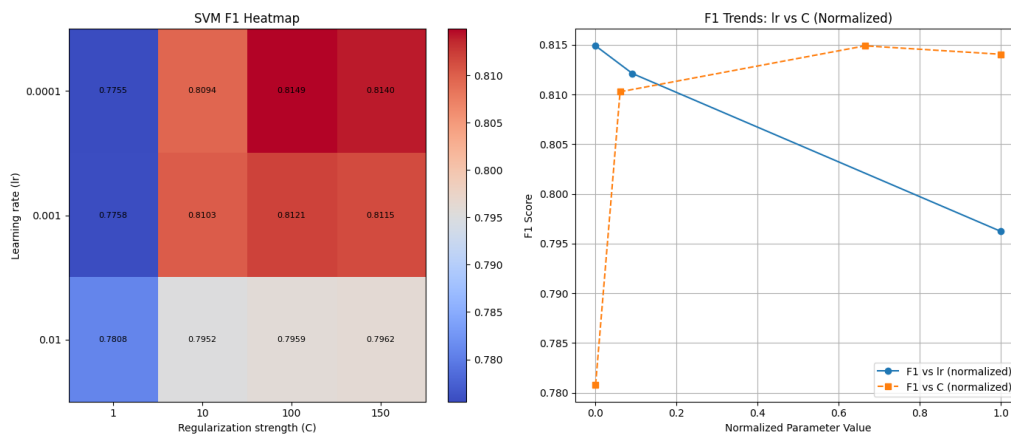 SVM F1 Heatmap
Learning rate (lr)
0.0001
0.001
0.01
0.7755 0.8094 0.8149 0.8140
0.7758 0.8103 0.8121 0.8115
0.7808 0.7952 0.7959 0.7962
1 10 100 150
Regularization strength (C)
0.810
0.805
0.800
0.795
0.790
0.785
0.780
F1 Trends: lr vs C (Normalized)
F1 Score
0.815
0.810
0.805
0.800
0.795
0.790
0.785
0.780
F1 vs lr (normalized)
F1 vs C (normalized)
0.0 0.2 0.4 0.6 0.8 1.0
Normalized Parameter Value